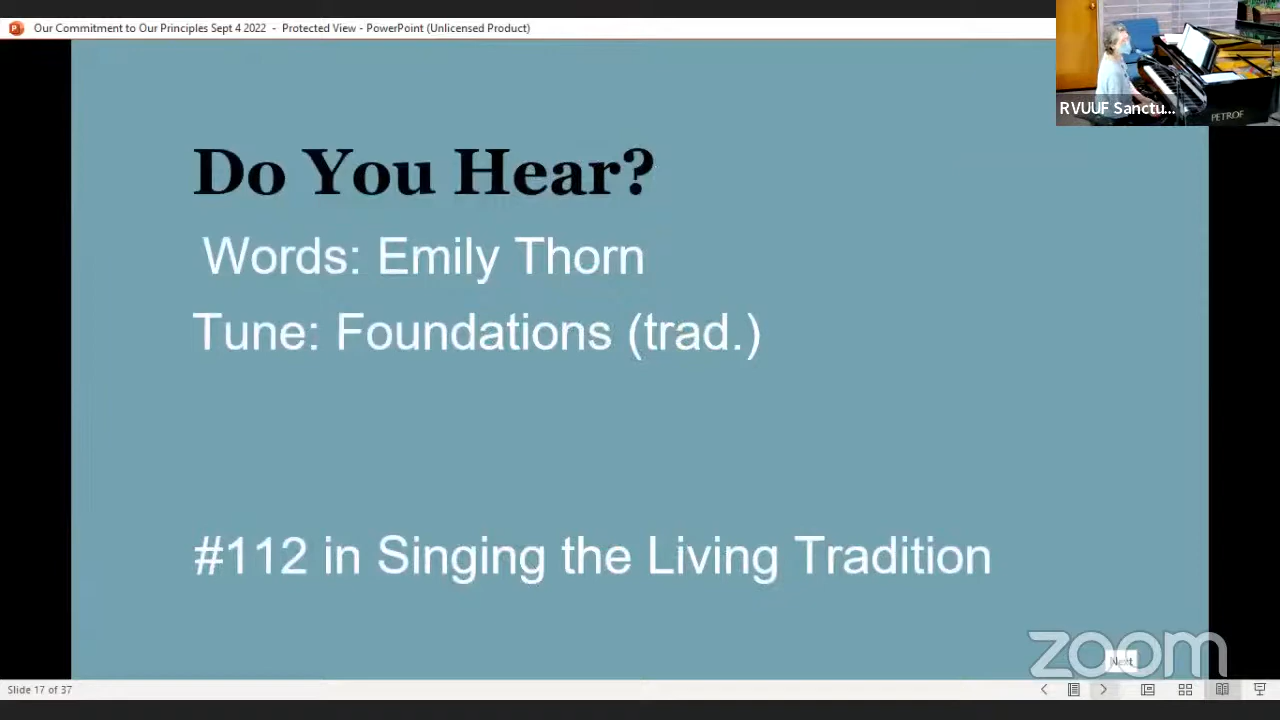 Our Commitment to Our Principles Sept 4 2022 - Protected View - PowerPoint (Unlicensed Product)
RVUUF Sanctu...
PETROF
Do You Hear?
Words: Emily Thorn
Tune: Foundations (trad.)
#112 in Singing the Living Tradition
zoom
Next
Slide 17 of 37